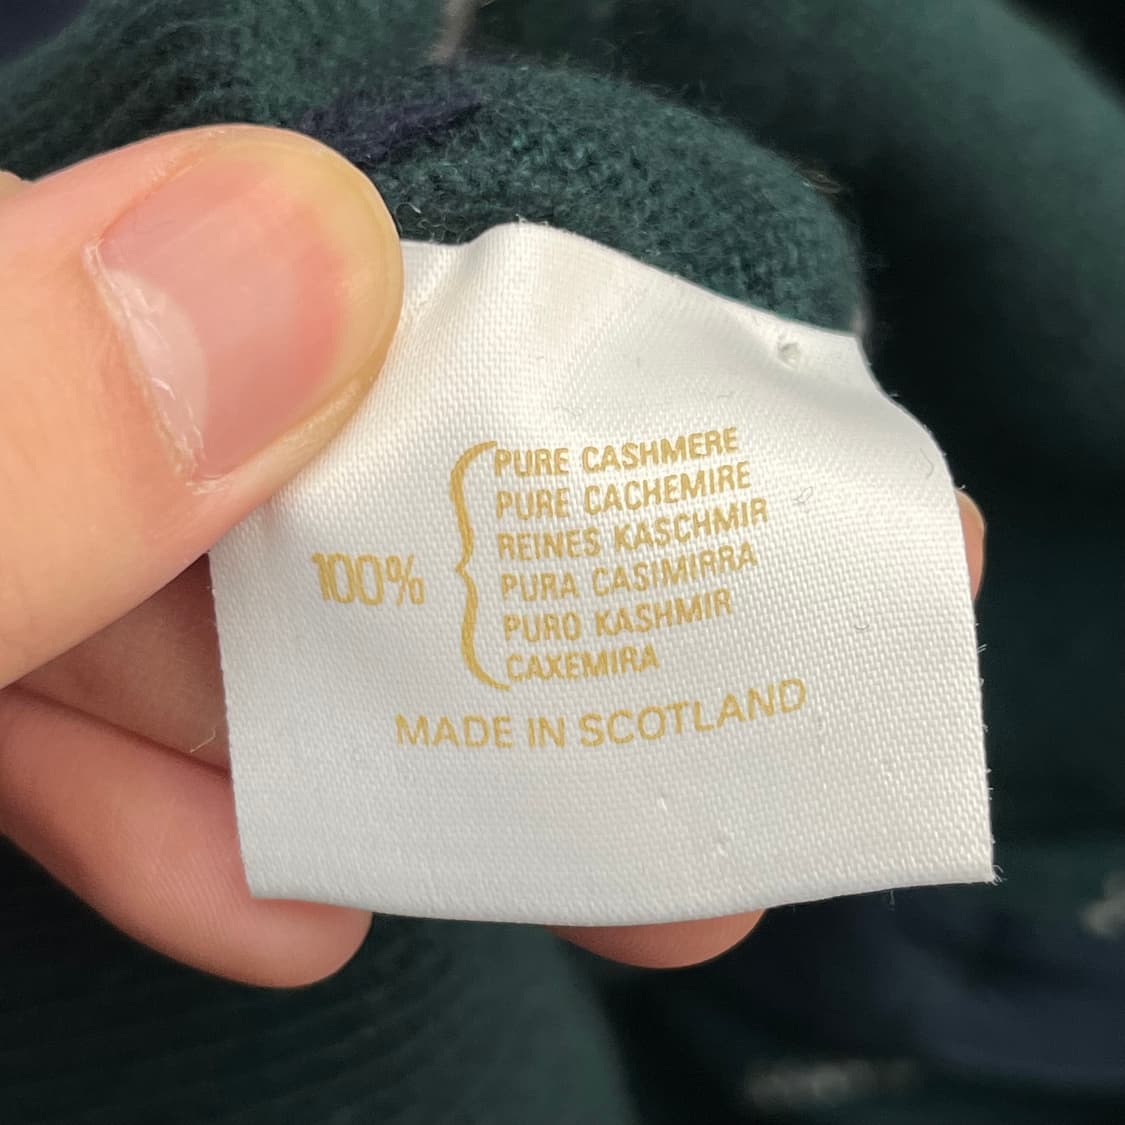 100%
PURE CASHMERE
PURE CACHEMIRE
REINES KASCHMIR
PURA CASIMIRRA
PURO KASHMIR
CAXEMIRA
MADE IN SCOTLAND